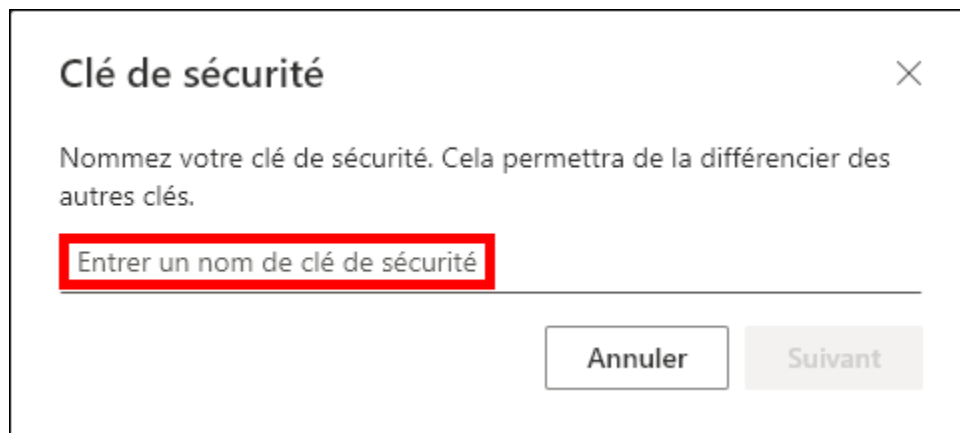 Clé de sécurité
Nommez votre clé de sécurité. Cela permettra de la différencier des
autres clés.
Entrer un nom de clé de sécurité
Annuler
Suivant